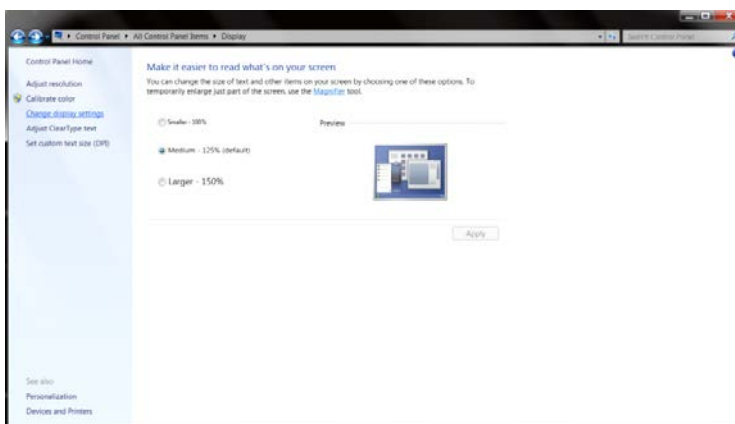 Control Panel ▸ All Control Panel Items ▸ Display
Search Control Panel
Control Panel Home
Adjust resolution
Calibrate color
Change display settings
Adjust ClearType text
Set custom text size (DPI)
See also
Personalization
Devices and Printers
Make it easier to read what's on your screen
You can change the size of text and other items on your screen by choosing one of these options. To
temporarily enlarge just part of the screen, use the Magnifier tool.
Smaller - 100%
Preview
Medium - 125% (default)
Larger - 150%
Apply